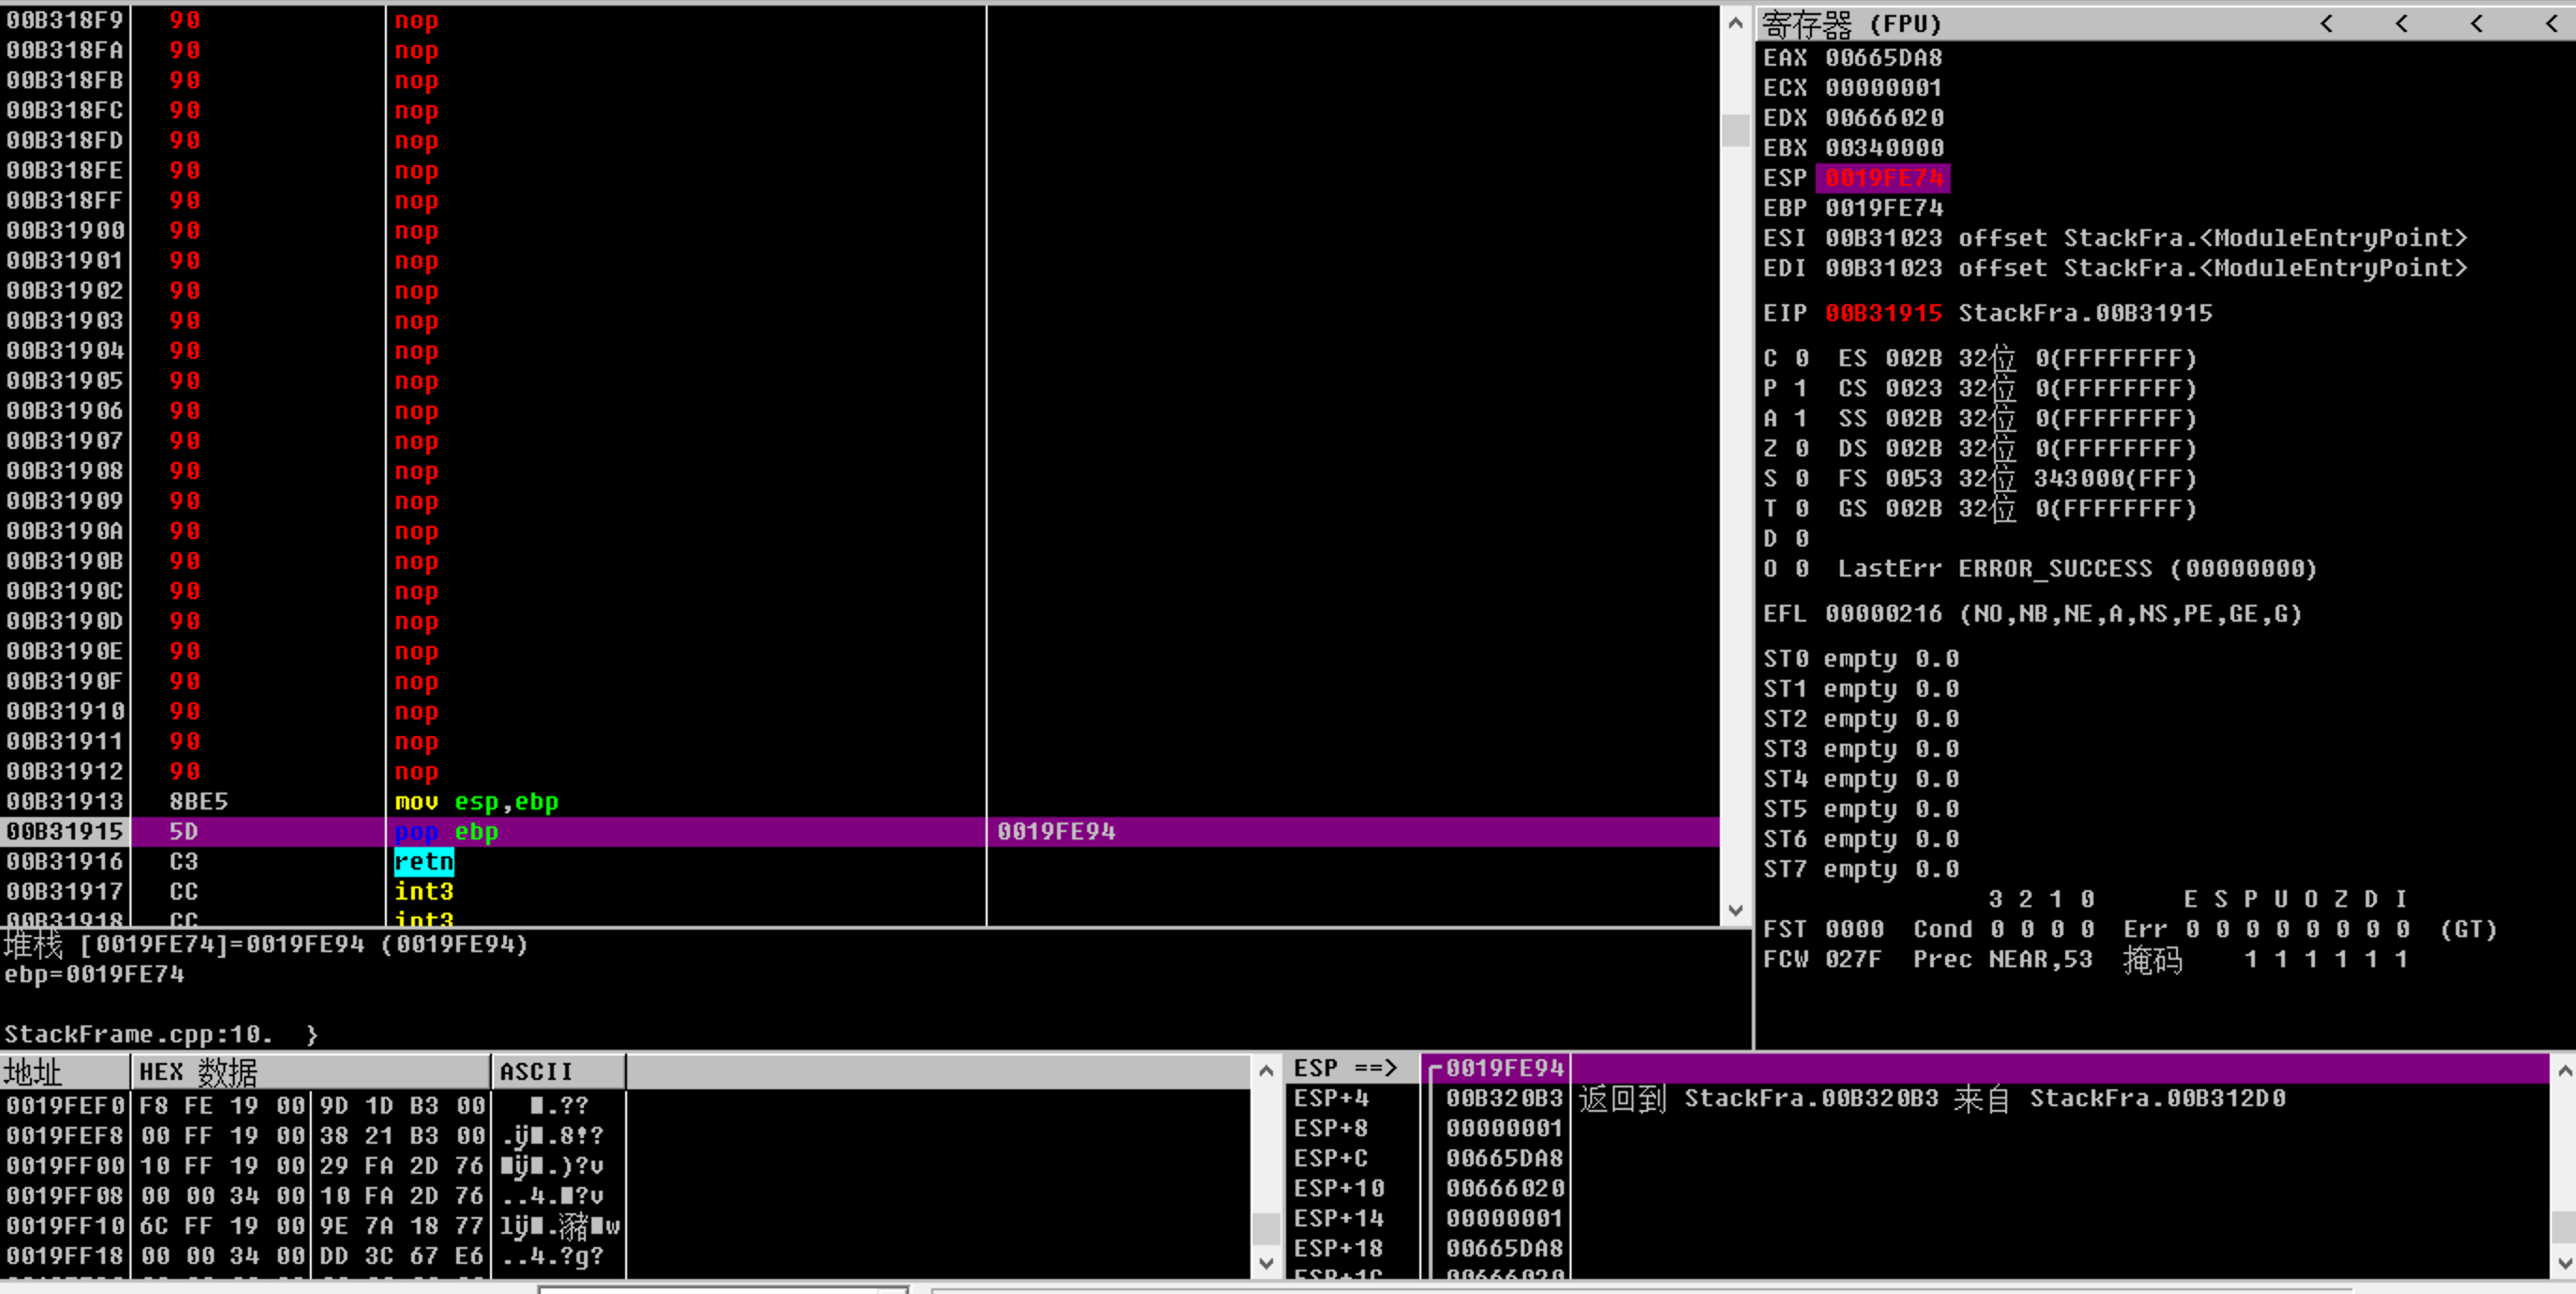 00B318F9 90 nop
00B318FA 90 nop
00B318FB 90 nop
00B318FC 90 nop
00B318FD 90 nop
00B318FE 90 nop
00B318FF 90 nop
00B31900 90 nop
00B31901 90 nop
00B31902 90 nop
00B31903 90 nop
00B31904 90 nop
00B31905 90 nop
00B31906 90 nop
00B31907 90 nop
00B31908 90 nop
00B31909 90 nop
00B3190A 90 nop
00B3190B 90 nop
00B3190C 90 nop
00B3190D 90 nop
00B3190E 90 nop
00B3190F 90 nop
00B31910 90 nop
00B31911 90 nop
00B31912 90 nop
00B31913 8BE5 mov esp,ebp
00B31915 5D pop ebp 0019FE94
00B31916 C3 retn
00B31917 CC int3
00B31918 CC int3
堆栈 [0019FE74]=0019FE94 (0019FE94)
ebp=0019FE74
StackFrame.cpp:10. }
寄存器 (FPU) < < < <
EAX 00665DA8
ECX 00000001
EDX 00666020
EBX 00340000
ESP 0019FE74
EBP 0019FE74
ESI 00B31023 offset StackFra.<ModuleEntryPoint>
EDI 00B31023 offset StackFra.<ModuleEntryPoint>
EIP 00B31915 StackFra.00B31915
C 0 ES 002B 32位 0(FFFFFFFF)
P 1 CS 0023 32位 0(FFFFFFFF)
A 1 SS 002B 32位 0(FFFFFFFF)
Z 0 DS 002B 32位 0(FFFFFFFF)
S 0 FS 0053 32位 343000(FFF)
T 0 GS 002B 32位 0(FFFFFFFF)
D 0
O 0 LastErr ERROR_SUCCESS (00000000)
EFL 00000216 (NO,NB,NE,A,NS,PE,GE,G)
ST0 empty 0.0
ST1 empty 0.0
ST2 empty 0.0
ST3 empty 0.0
ST4 empty 0.0
ST5 empty 0.0
ST6 empty 0.0
ST7 empty 0.0
3 2 1 0 E S P U O Z D I
FST 0000 Cond 0 0 0 0 Err 0 0 0 0 0 0 0 0 (GT)
FCW 027F Prec NEAR,53 掩码 1 1 1 1 1 1
地址 HEX 数据 ASCII
0019FEF0 F8 FE 19 00 9D 1D B3 00 ■.??
0019FEF8 00 FF 19 00 38 21 B3 00 .ÿ■.8!?
0019FF00 10 FF 19 00 29 FA 2D 76 ■ÿ■.)?v
0019FF08 00 00 34 00 10 FA 2D 76 ..4.■?v
0019FF10 6C FF 19 00 9E 7A 18 77 lÿ■.瀦■w
0019FF18 00 00 34 00 DD 3C 67 E6 ..4.?g?
ESP ==> 0019FE94
ESP+4 00B320B3 返回到 StackFra.00B320B3 来自 StackFra.00B312D0
ESP+8 00000001
ESP+C 00665DA8
ESP+10 00666020
ESP+14 00000001
ESP+18 00665DA8
ESP+1C 00666020